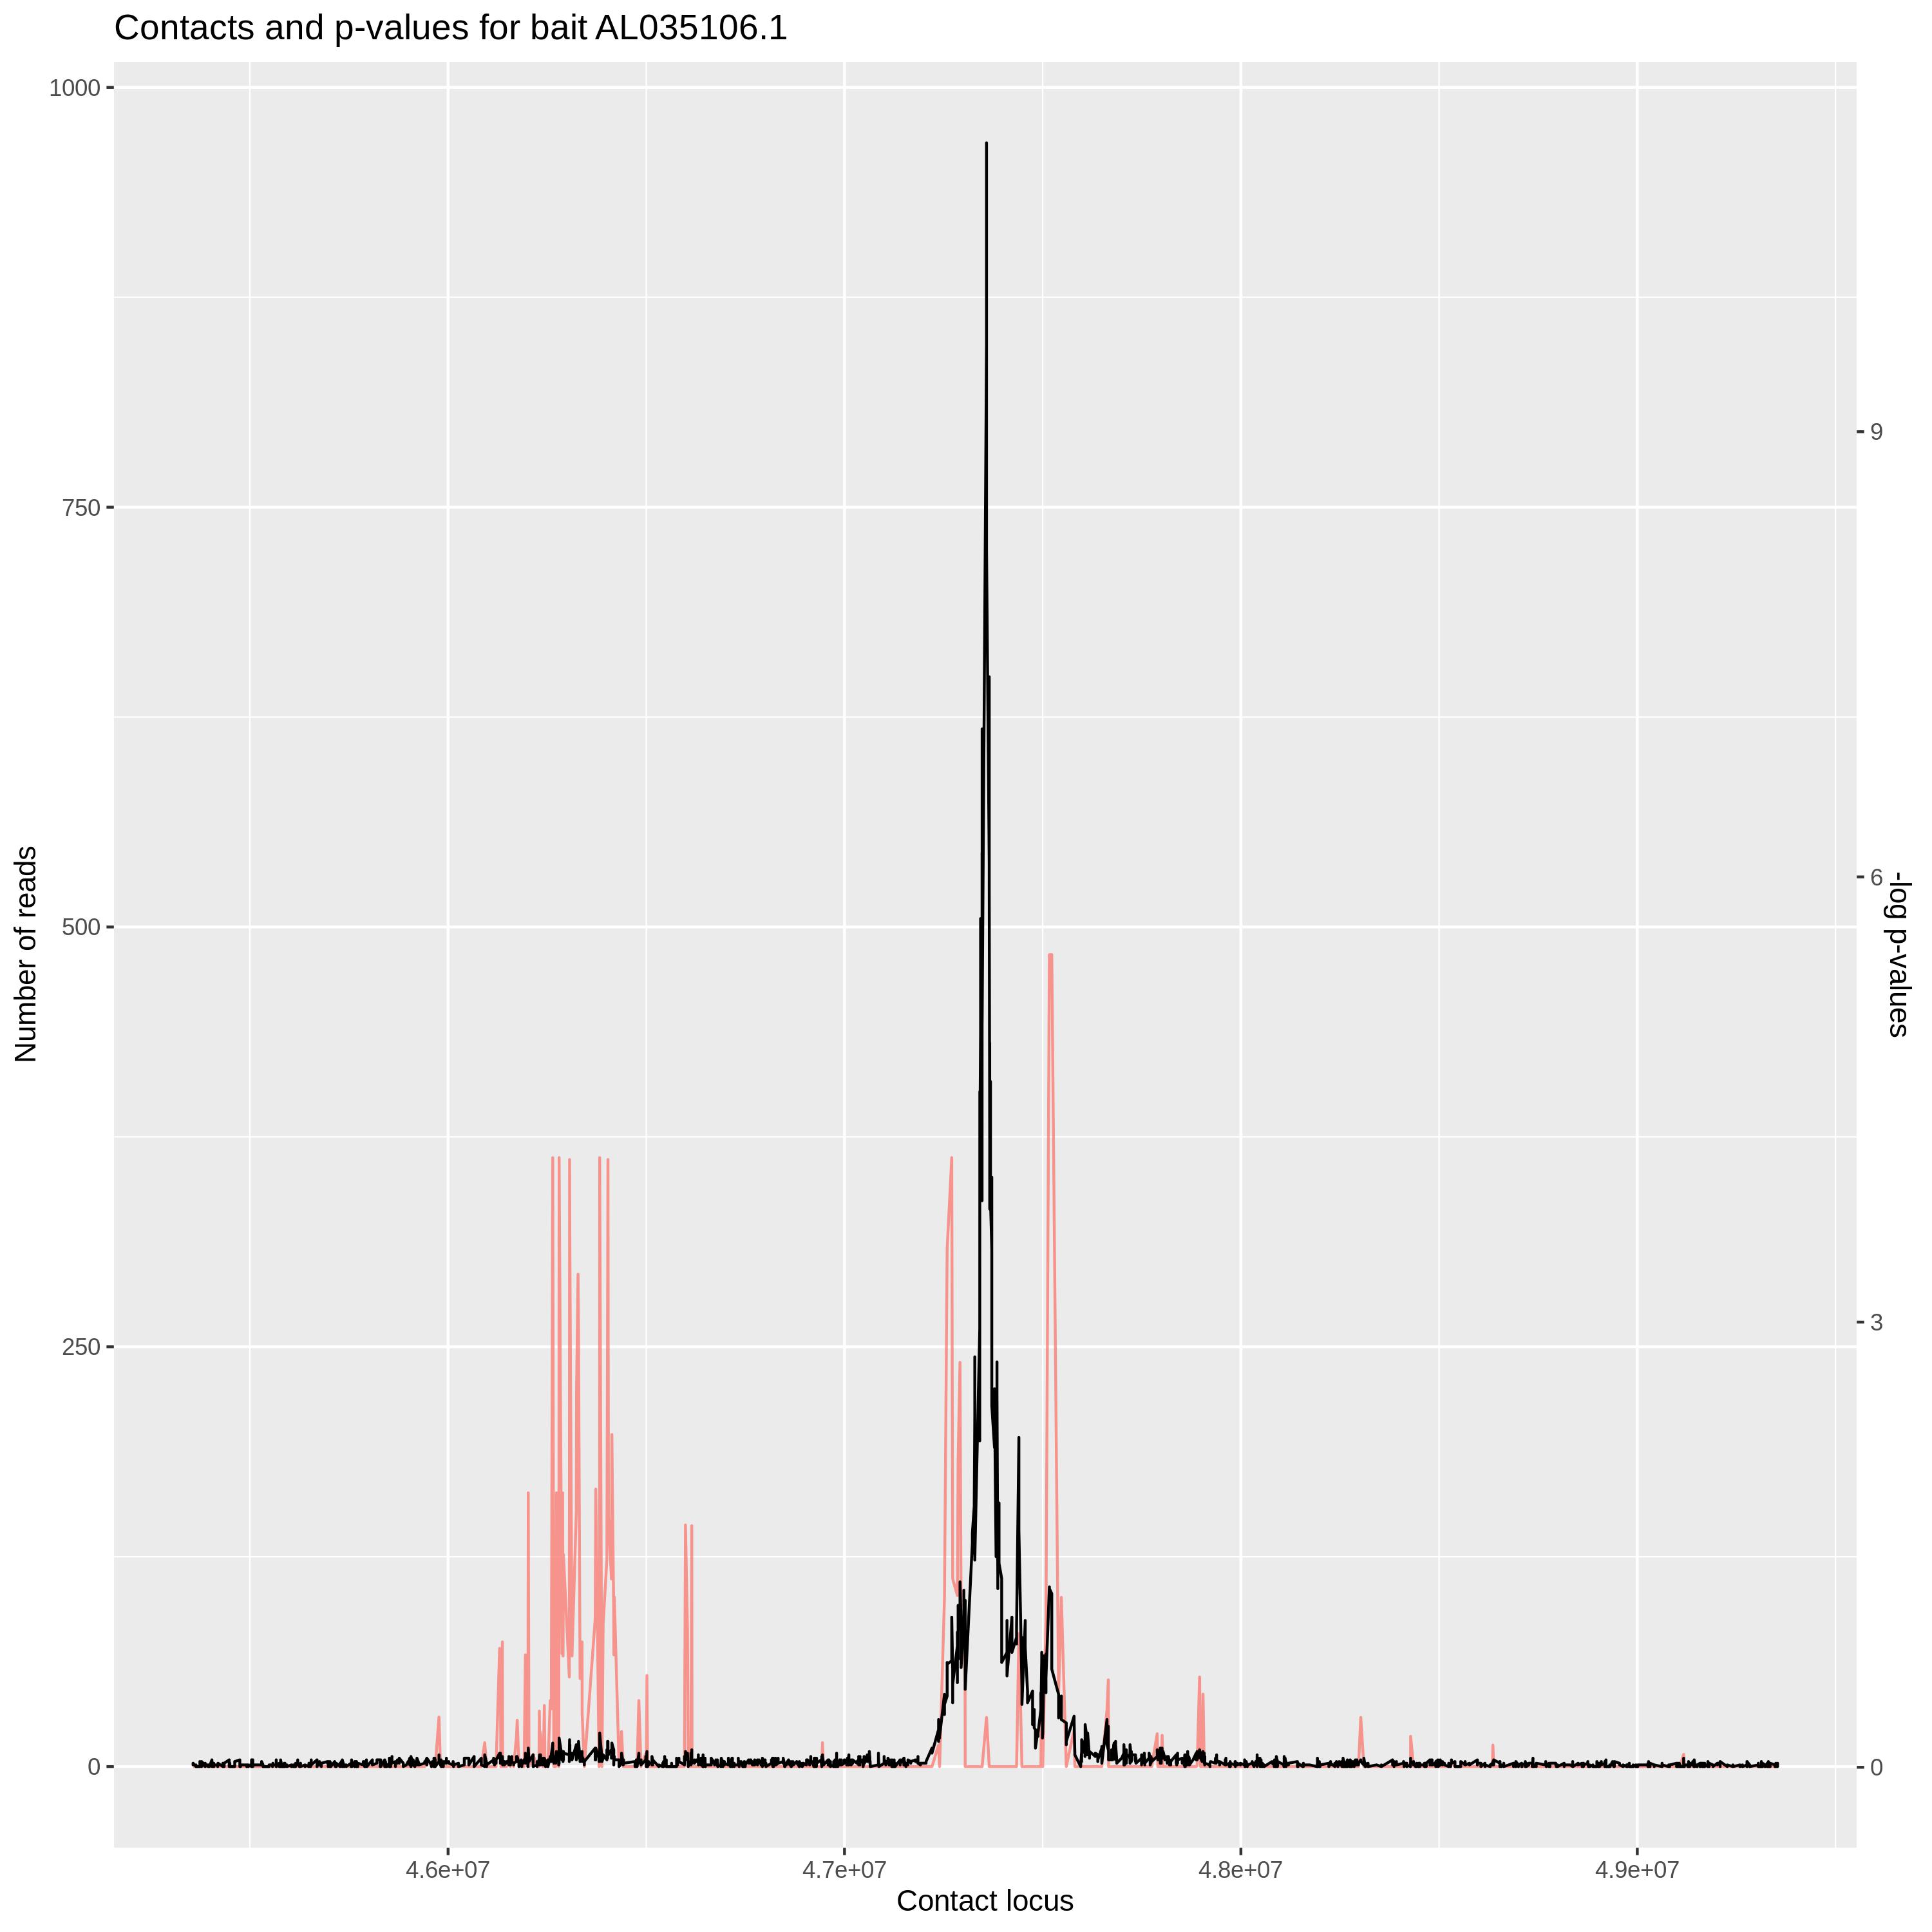 Contacts and p-values for bait AL035106.1
1000
750
500
250
0
Number of reads
9
6
3
0
-log p-values
4.6e+07
4.7e+07
4.8e+07
4.9e+07
Contact locus